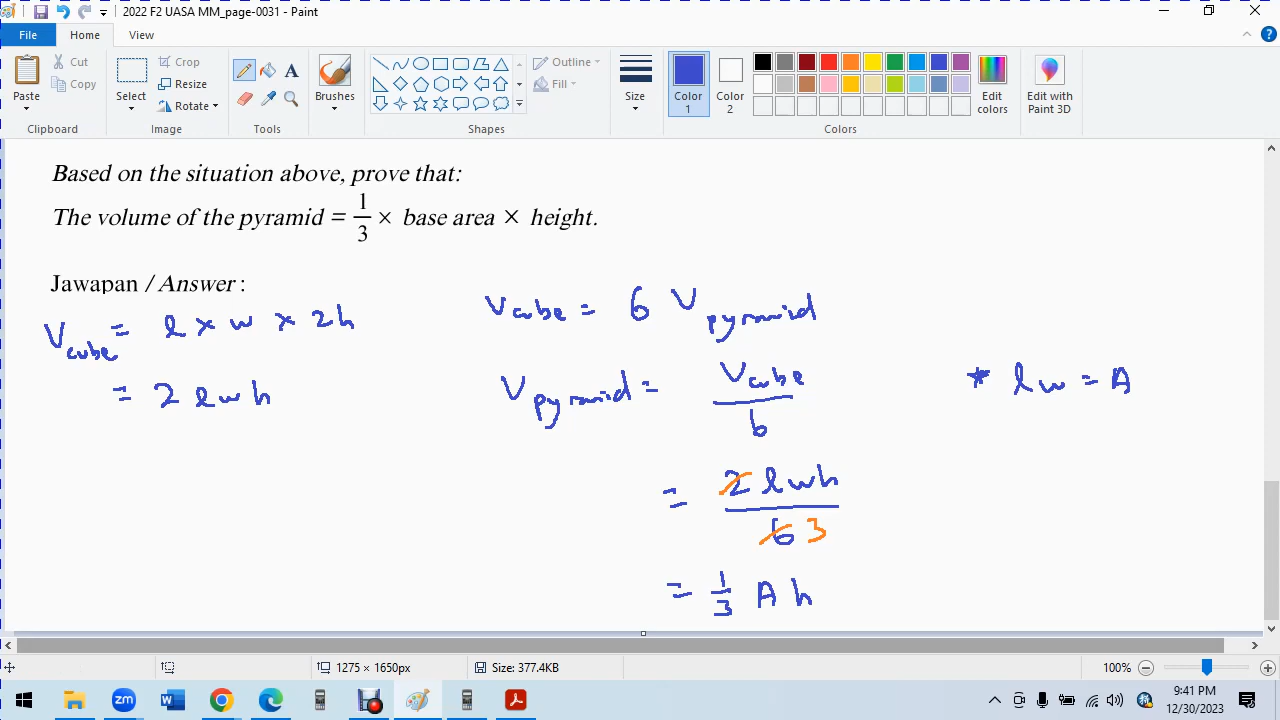 2022 F2 UASA MM_page-0031 - Paint
File Home View
Paste Cut Copy Clipboard
Select Crop Resize Rotate Image
Tools
Brushes
Outline Fill Shapes
Size
Color 1 Color 2 Edit colors Colors
Edit with Paint 3D
Based on the situation above, prove that:
The volume of the pyramid = 1/3 × base area × height.
Jawapan / Answer :
V cube = l × w × 2h
= 2 l w h
V cube = 6 V pyramid
V pyramid = V cube / 6
= 2 l w h / 6 3
= 1/3 A h
* l w = A
1275 × 1650px Size: 377.4KB 100%
9:41 PM
12/30/2023